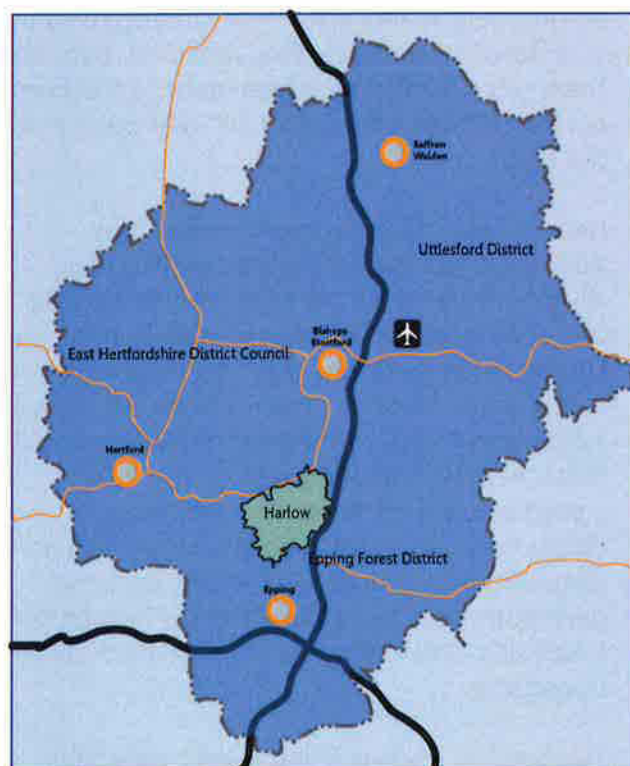 Saffron
Walden
Uttlesford District
Bishops
Stortford
East Hertfordshire District Council
Hertford
Harlow
Epping Forest District
Epping